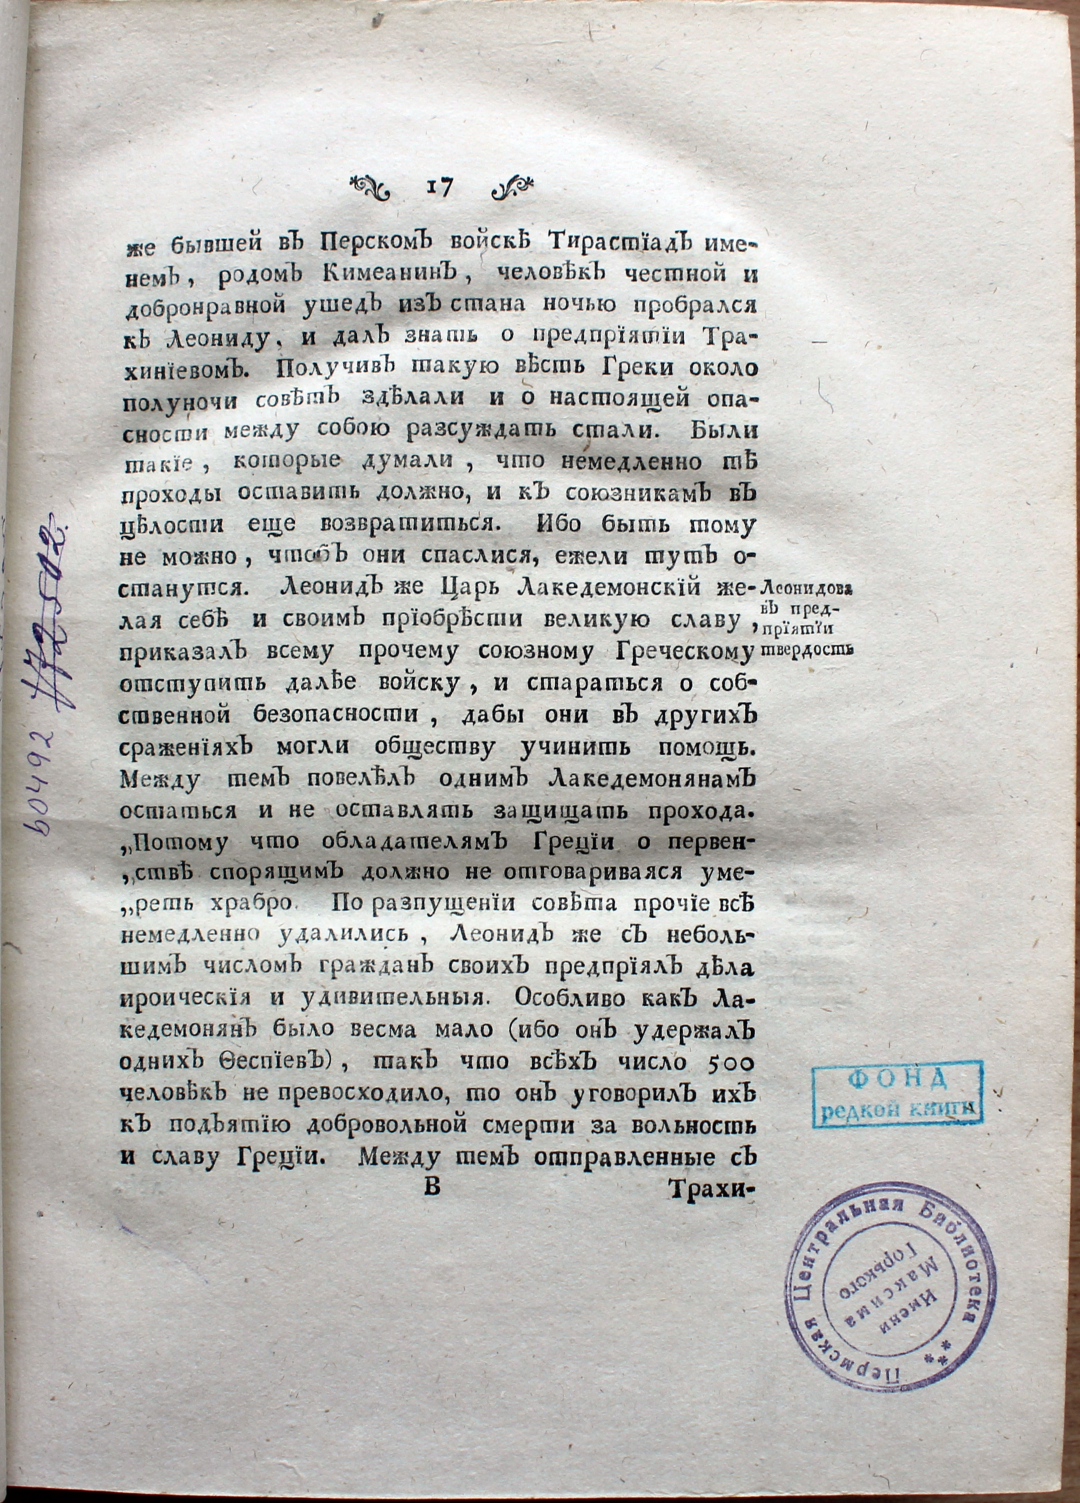 17
же бывшей въ Перскомъ войскѣ Тирастїадъ име-
немъ, родомъ Кимеанинъ, человѣкъ честной и
добронравной ушедъ изъ стана ночью пробрался
къ Леониду, и далъ знать о предпрїятїи Тра-
хинїевомъ. Получивъ такую вѣсть Греки около
полуночи совѣтъ здѣлали и о настоящей опа-
сности между собою разсуждать стали. Были
такїе, которые думали, что немедленно тѣ
проходы оставить должно, и къ союзникамъ въ
цѣлости еще возвратиться. Ибо быть тому
не можно, чтобъ они спаслися, ежели тутъ о-
станутся. Леонидъ же Царь Лакедемонскїй же-
лая себѣ и своимъ прїобрѣсти великую славу,
приказалъ всему прочему союзному Греческому
отступить далѣе войску, и стараться о соб-
ственной безопасности, дабы они въ другихъ
сраженїяхъ могли обществу учинить помощь.
Между темъ повелѣлъ однимъ Лакедемонянамъ
остаться и не оставлять защищать прохода.
„Потому что обладателямъ Грецїи о первен-
„ствѣ спорящимъ должно не отговариваяся уме-
„реть храбро. По разпущенїи совѣта прочїе всѣ
немедленно удалились, Леонидъ же съ неболь-
шимъ числомъ гражданъ своихъ предпрїялъ дѣла
ироическїя и удивительныя. Особливо какъ Ла-
кедемонянъ было весма мало (ибо онъ удержалъ
однихъ Ѳеспїевъ), такъ что всѣхъ число 500
человѣкъ не превосходило, то онъ уговорилъ ихъ
къ подъятїю добровольной смерти за вольность
и славу Грецїи. Между темъ отправленные съ
В Трахи-
Леонидова
въ пред-
прїятїи
твердость
ФОНД
редкой книги
Пермская Центральная Библиотека
Имени
Максима
Горького
60492